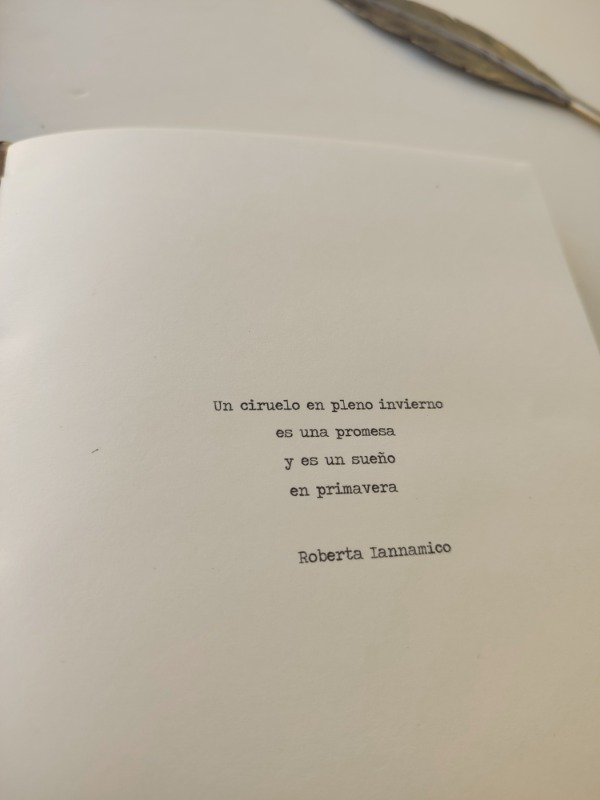 Un ciruelo en pleno invierno
es una promesa
y es un sueño
en primavera
Roberta Iannamico